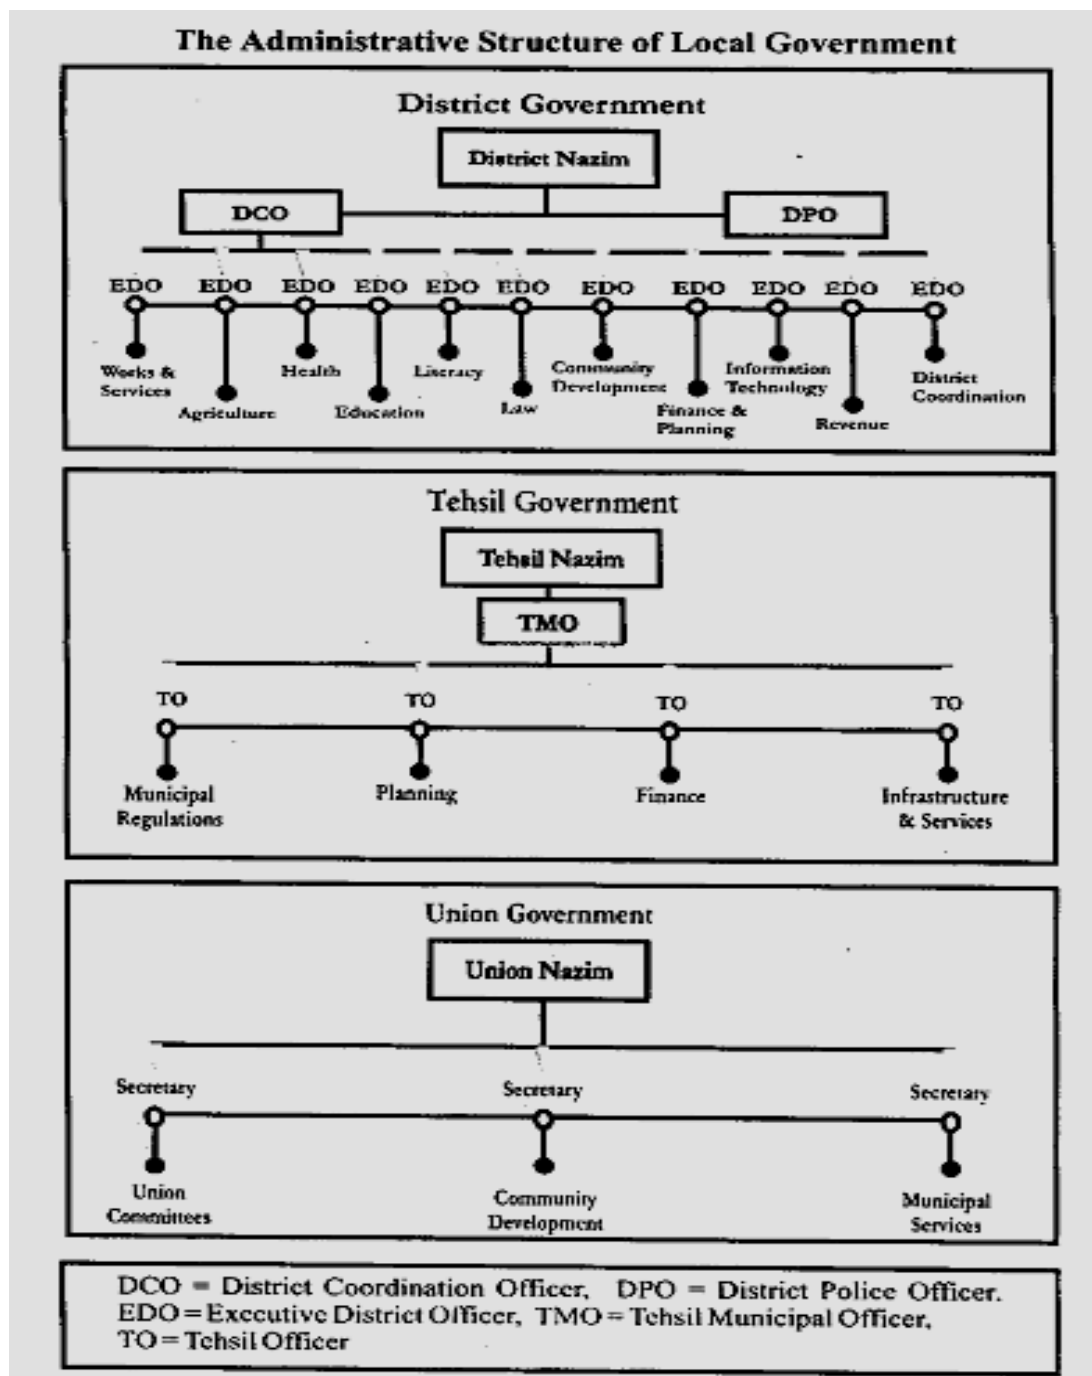 The Administrative Structure of Local Government
District Government
District Nazim
DCO
DPO
EDO EDO EDO EDO EDO EDO EDO EDO EDO EDO EDO
Works &
Services
Agriculture
Health
Education
Literacy
Law
Community
Development
Finance &
Planning
Information
Technology
Revenue
District
Coordination
Tehsil Government
Tehsil Nazim
TMO
TO TO TO TO
Municipal
Regulations
Planning
Finance
Infrastructure
& Services
Union Government
Union Nazim
Secretary Secretary Secretary
Union
Committees
Community
Development
Municipal
Services
DCO = District Coordination Officer, DPO = District Police Officer.
EDO = Executive District Officer, TMO = Tehsil Municipal Officer,
TO = Tehsil Officer